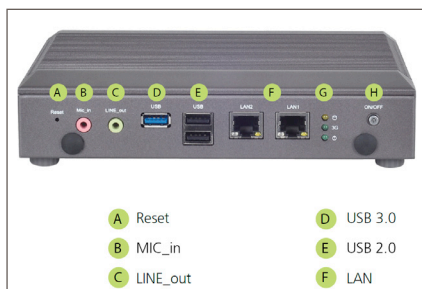 A B C D E F G H
Reset Mic_in LINE_out USB USB LAN2 LAN1 ON/OFF
A Reset
B MIC_in
C LINE_out
D USB 3.0
E USB 2.0
F LAN